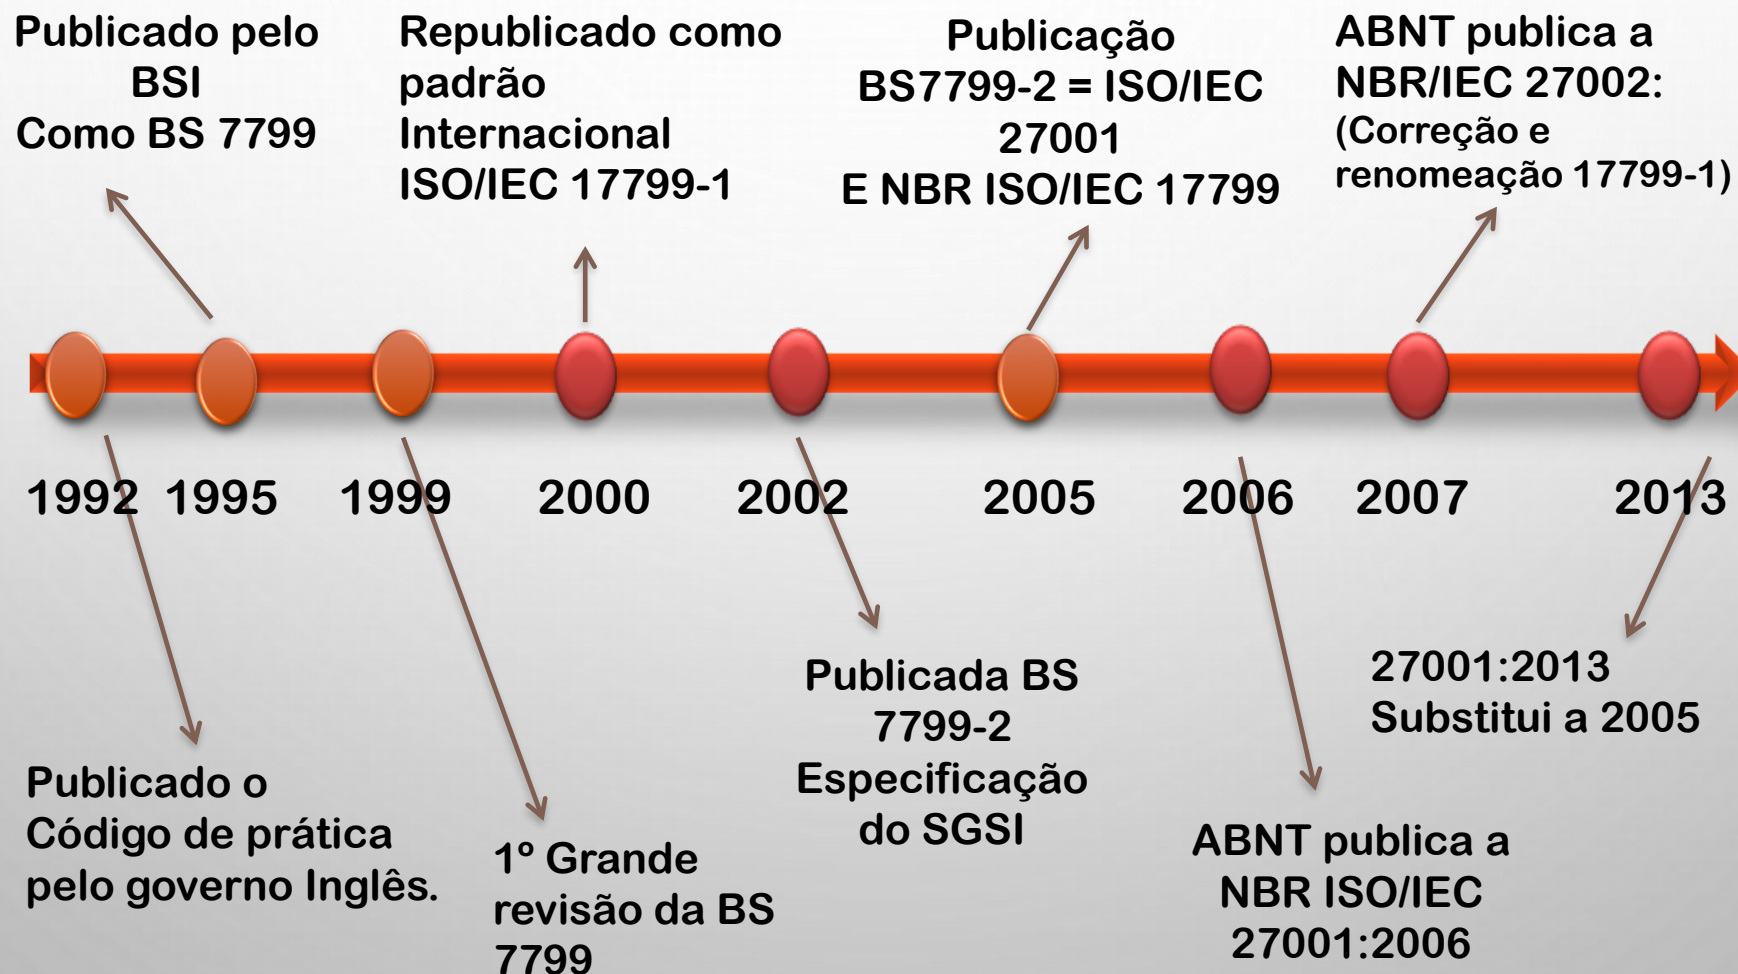 Publicado pelo
BSI
Como BS 7799
Republicado como
padrão
Internacional
ISO/IEC 17799-1
Publicação
BS7799-2 = ISO/IEC
27001
E NBR ISO/IEC 17799
ABNT publica a
NBR/IEC 27002:
(Correção e
renomeação 17799-1)
1992 1995 1999 2000 2002 2005 2006 2007 2013
Publicado o
Código de prática
pelo governo Inglês.
1º Grande
revisão da BS
7799
Publicada BS
7799-2
Especificação
do SGSI
ABNT publica a
NBR ISO/IEC
27001:2006
27001:2013
Substitui a 2005